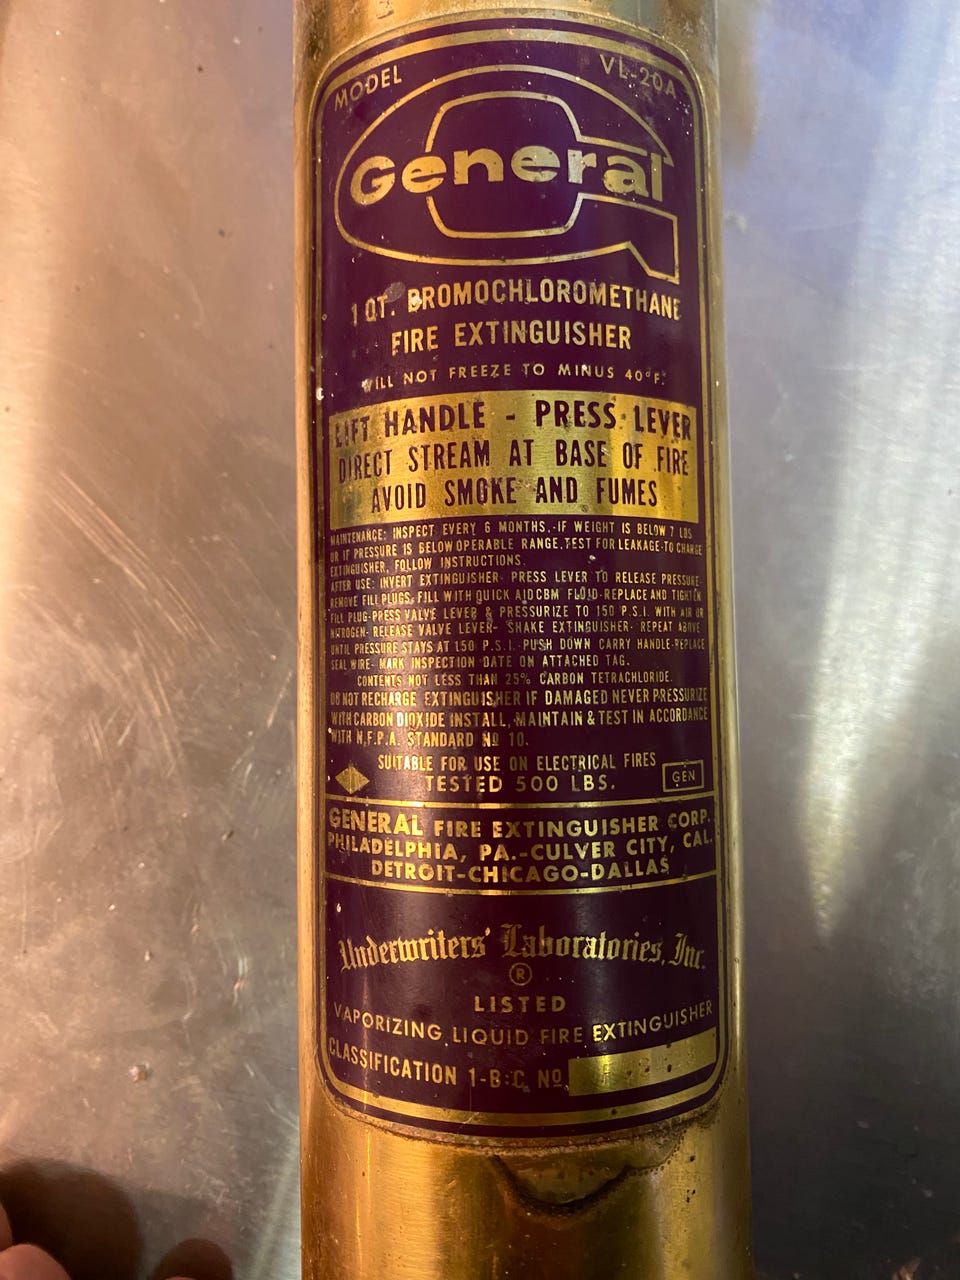 MODEL VL-20A
General
1 QT. BROMOCHLOROMETHANE
FIRE EXTINGUISHER
WILL NOT FREEZE TO MINUS 40°F.
LIFT HANDLE - PRESS LEVER
DIRECT STREAM AT BASE OF FIRE
AVOID SMOKE AND FUMES
MAINTENANCE: INSPECT EVERY 6 MONTHS.-IF WEIGHT IS BELOW 7 LBS
OR IF PRESSURE IS BELOW OPERABLE RANGE,TEST FOR LEAKAGE-TO CHARGE
EXTINGUISHER, FOLLOW INSTRUCTIONS.
AFTER USE: INVERT EXTINGUISHER- PRESS LEVER TO RELEASE PRESSURE-
REMOVE FILL PLUGS, FILL WITH QUICK AID CBM FLUID-REPLACE AND TIGHTEN
FILL PLUG-PRESS VALVE LEVER & PRESSURIZE TO 150 P.S.I. WITH AIR OR
NITROGEN- RELEASE VALVE LEVER- SHAKE EXTINGUISHER- REPEAT ABOVE
UNTIL PRESSURE STAYS AT 150 P.S.I.-PUSH DOWN CARRY HANDLE-REPLACE
SEAL WIRE- MARK INSPECTION DATE ON ATTACHED TAG.
CONTENTS NOT LESS THAN 25% CARBON TETRACHLORIDE.
DO NOT RECHARGE EXTINGUISHER IF DAMAGED NEVER PRESSURIZE
WITH CARBON DIOXIDE INSTALL, MAINTAIN & TEST IN ACCORDANCE
WITH N.F.P.A. STANDARD № 10.
SUITABLE FOR USE ON ELECTRICAL FIRES
TESTED 500 LBS.
GEN
GENERAL FIRE EXTINGUISHER CORP.
PHILADELPHIA, PA.-CULVER CITY, CAL.
DETROIT-CHICAGO-DALLAS
Underwriters' Laboratories, Inc.
®
LISTED
VAPORIZING LIQUID FIRE EXTINGUISHER
CLASSIFICATION 1-B:C №